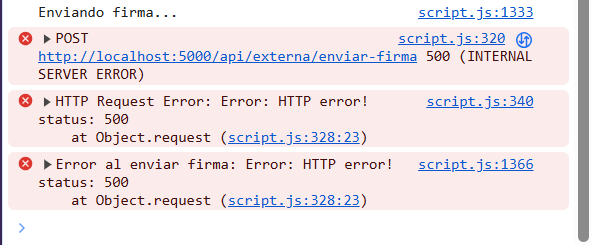 Enviando firma... script.js:1333
POST script.js:320
http://localhost:5000/api/externa/enviar-firma 500 (INTERNAL
SERVER ERROR)
HTTP Request Error: Error: HTTP error! script.js:340
status: 500
at Object.request (script.js:328:23)
Error al enviar firma: Error: HTTP error! script.js:1366
status: 500
at Object.request (script.js:328:23)